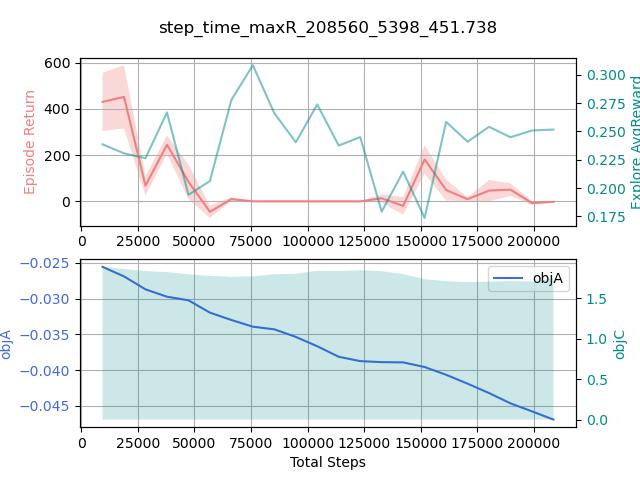 step_time_maxR_208560_5398_451.738
600
400
200
0
Episode Return
0.300
0.275
0.250
0.225
0.200
0.175
Explore AvgReward
0 25000 50000 75000 100000 125000 150000 175000 200000
−0.025
−0.030
−0.035
−0.040
−0.045
objA
objA
1.5
1.0
0.5
0.0
objC
0 25000 50000 75000 100000 125000 150000 175000 200000
Total Steps